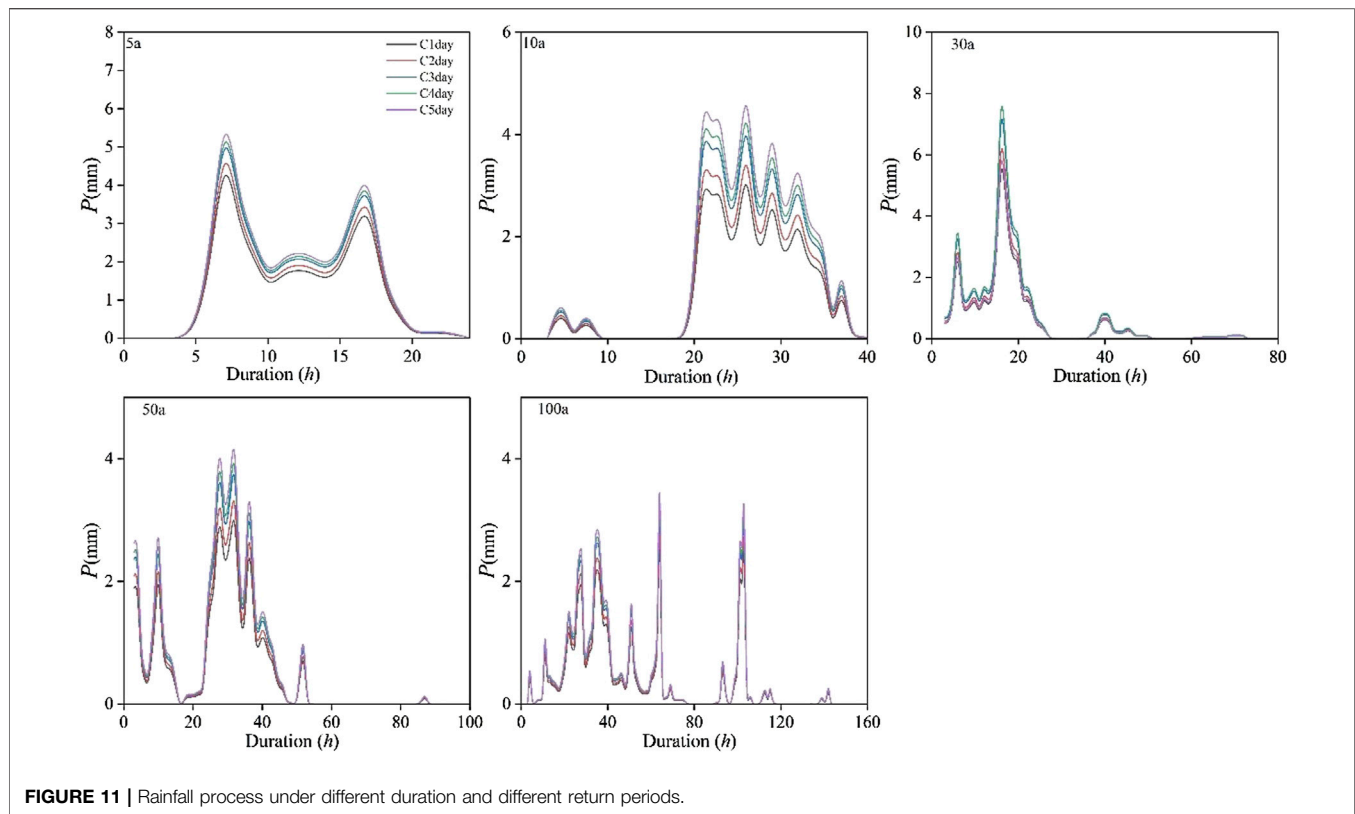 5a
C1day
C2day
C3day
C4day
C5day
8
7
6
5
4
3
2
1
0
P(mm)
0 5 10 15 20
Duration (h)
10a
6
4
2
0
P(mm)
0 10 20 30 40
Duration (h)
30a
10
8
6
4
2
0
P(mm)
0 20 40 60 80
Duration (h)
50a
4
2
0
P(mm)
0 20 40 60 80 100
Duration (h)
100a
4
2
0
P(mm)
0 40 80 120 160
Duration (h)
FIGURE 11 | Rainfall process under different duration and different return periods.